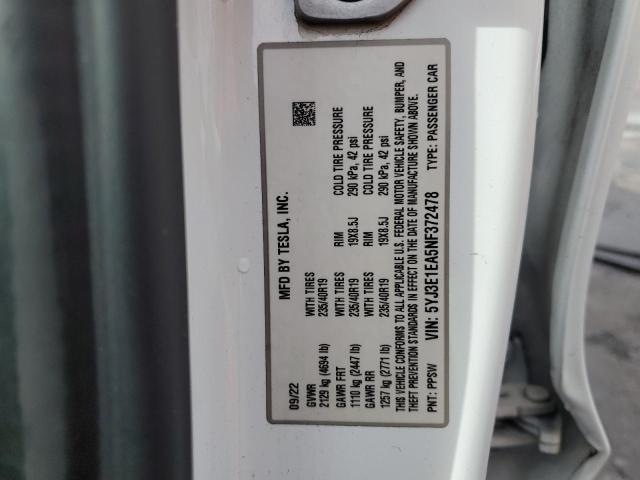 MFD BY TESLA, INC.
09/22
GVWR WITH TIRES RIM COLD TIRE PRESSURE
2129 kg (4694 lb) 235/40R19 19X8.5J 290 kPa, 42 psi
GAWR FRT WITH TIRES RIM COLD TIRE PRESSURE
1110 kg (2447 lb) 235/40R19 19X8.5J 290 kPa, 42 psi
GAWR RR WITH TIRES
1257 kg (2771 lb) 235/40R19
THIS VEHICLE CONFORMS TO ALL APPLICABLE U.S. FEDERAL MOTOR VEHICLE SAFETY, BUMPER, AND
THEFT PREVENTION STANDARDS IN EFFECT ON THE DATE OF MANUFACTURE SHOWN ABOVE.
VIN: 5YJ3E1EA5NF372478 TYPE: PASSENGER CAR
PNT: PPSW